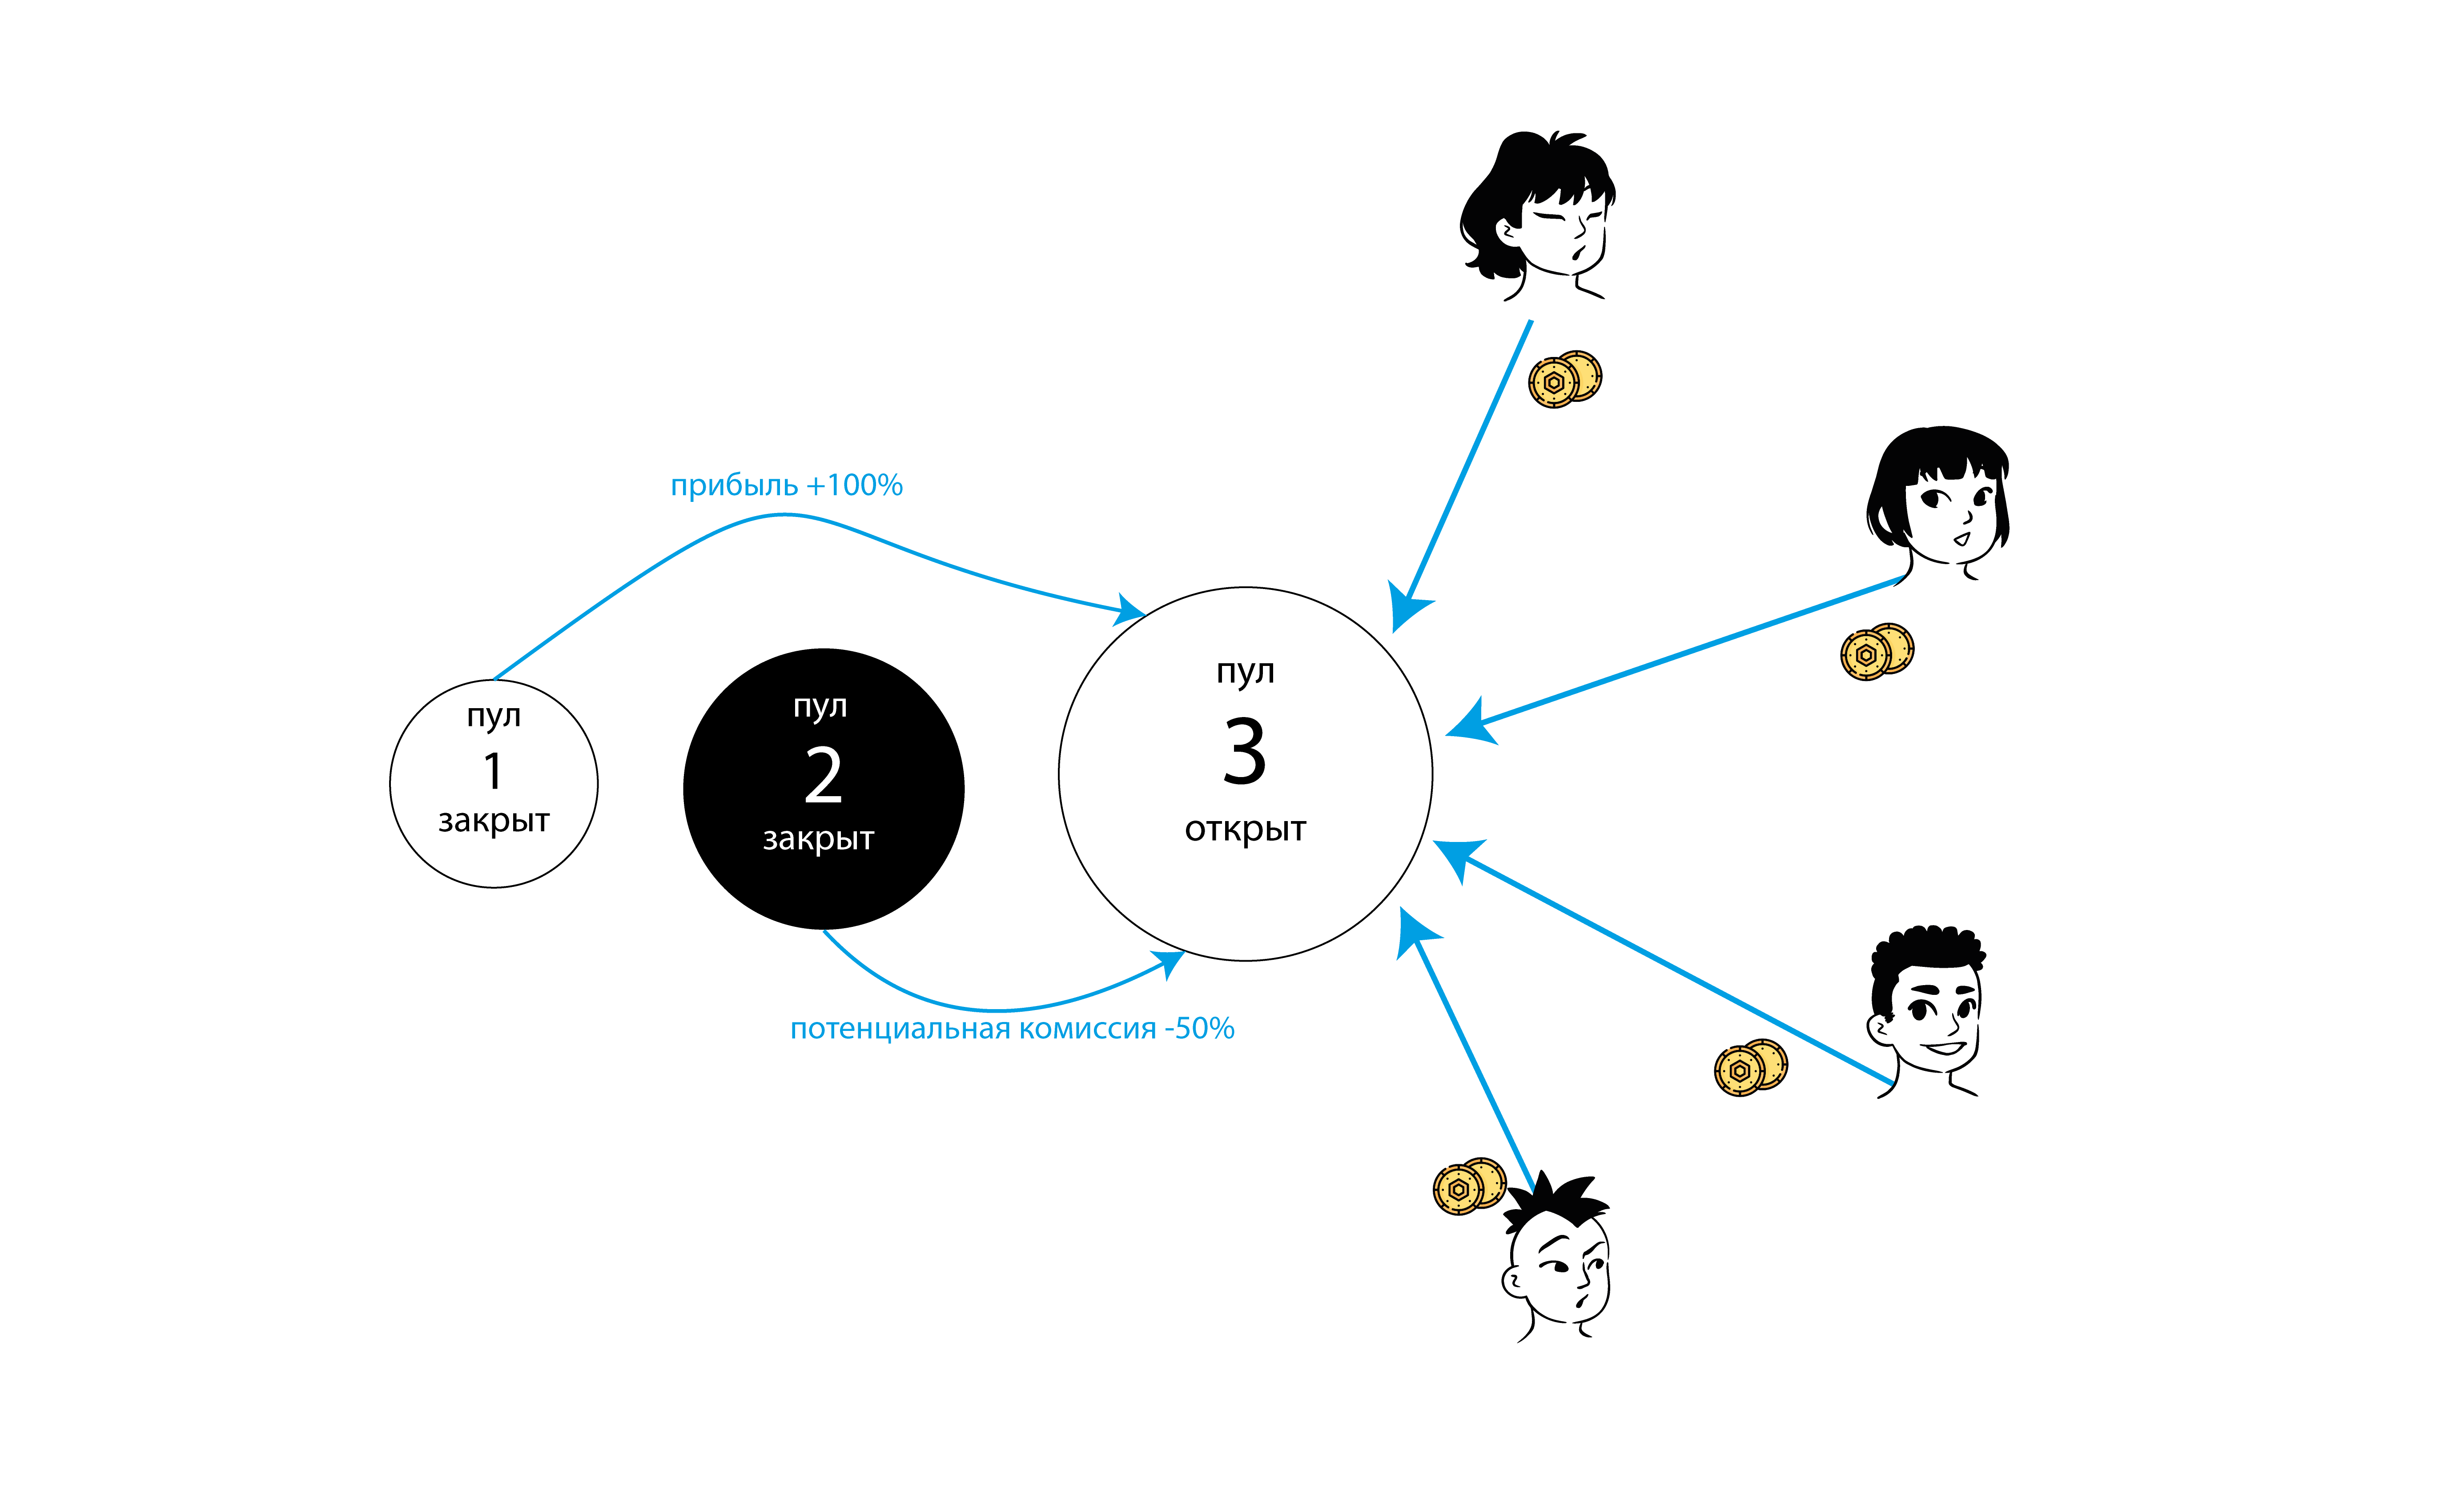 прибыль +100%
пул
1
закрыт
пул
2
закрыт
пул
3
открыт
потенциальная комиссия -50%